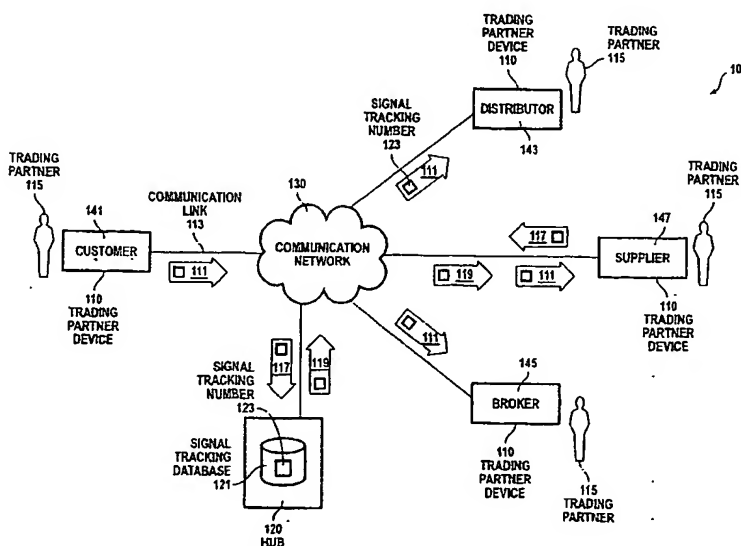 TRADING
PARTNER
DEVICE
110
TRADING
PARTNER
115
10
DISTRIBUTOR
143
SIGNAL
TRACKING
NUMBER
123
111
TRADING
PARTNER
115
141
CUSTOMER
110
TRADING
PARTNER
DEVICE
COMMUNICATION
LINK
113
111
130
COMMUNICATION
NETWORK
117
119
111
TRADING
PARTNER
115
147
SUPPLIER
110
TRADING
PARTNER
DEVICE
111
145
BROKER
110
TRADING
PARTNER
DEVICE
115
TRADING
PARTNER
117
119
SIGNAL
TRACKING
NUMBER
123
SIGNAL
TRACKING
DATABASE
121
120
HUB